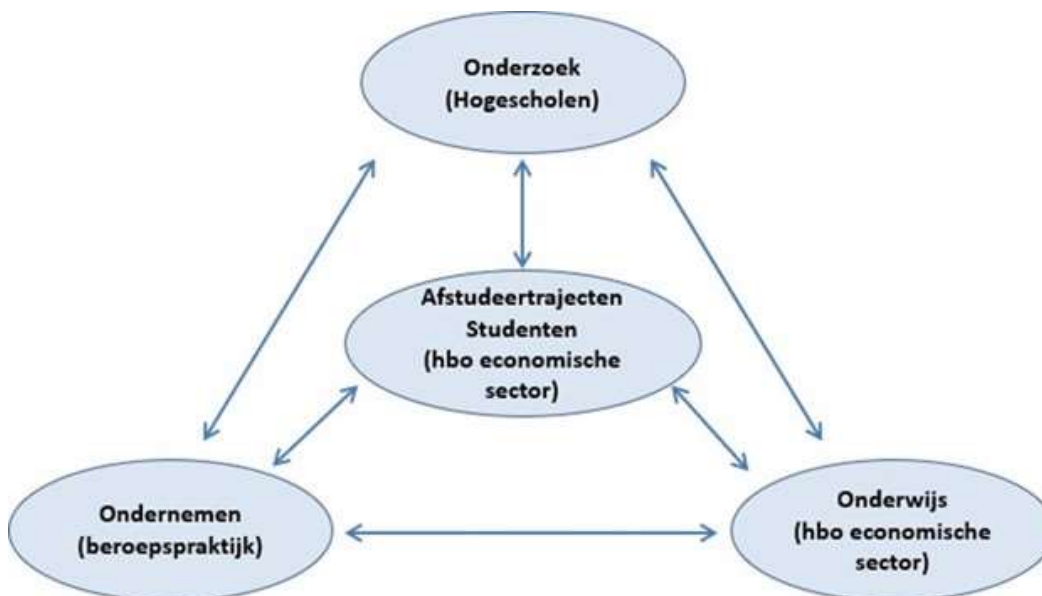 Onderzoek
(Hogescholen)
Afstudeertrajecten
Studenten
(hbo economische
sector)
Ondernemen
(beroepspraktijk)
Onderwijs
(hbo economische
sector)